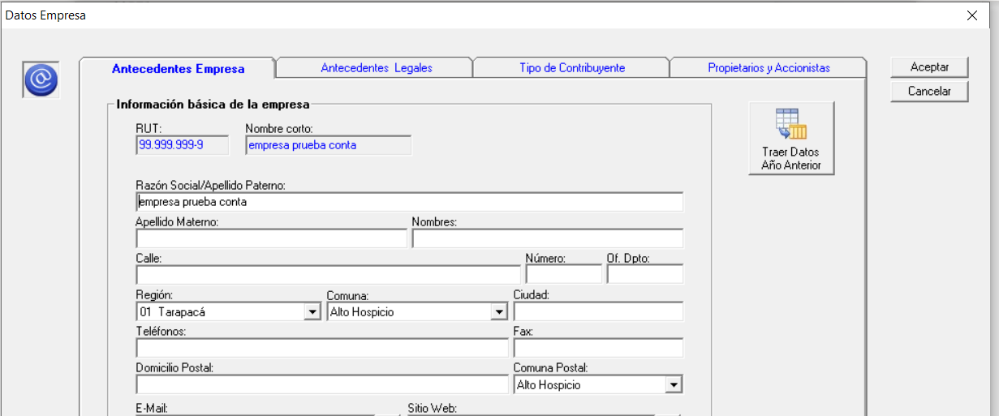 Datos Empresa
Antecedentes Empresa
Antecedentes Legales
Tipo de Contribuyente
Propietarios y Accionistas
Aceptar
Cancelar
Información básica de la empresa
RUT:
Nombre corto:
99.999.999-9
empresa prueba conta
Traer Datos
Año Anterior
Razón Social/Apellido Paterno:
empresa prueba conta
Apellido Materno:
Nombres:
Calle:
Número:
Of. Dpto:
Región:
Comuna:
Ciudad:
01 Tarapacá
Alto Hospicio
Teléfonos:
Fax:
Domicilio Postal:
Comuna Postal:
Alto Hospicio
E-Mail:
Sitio Web: